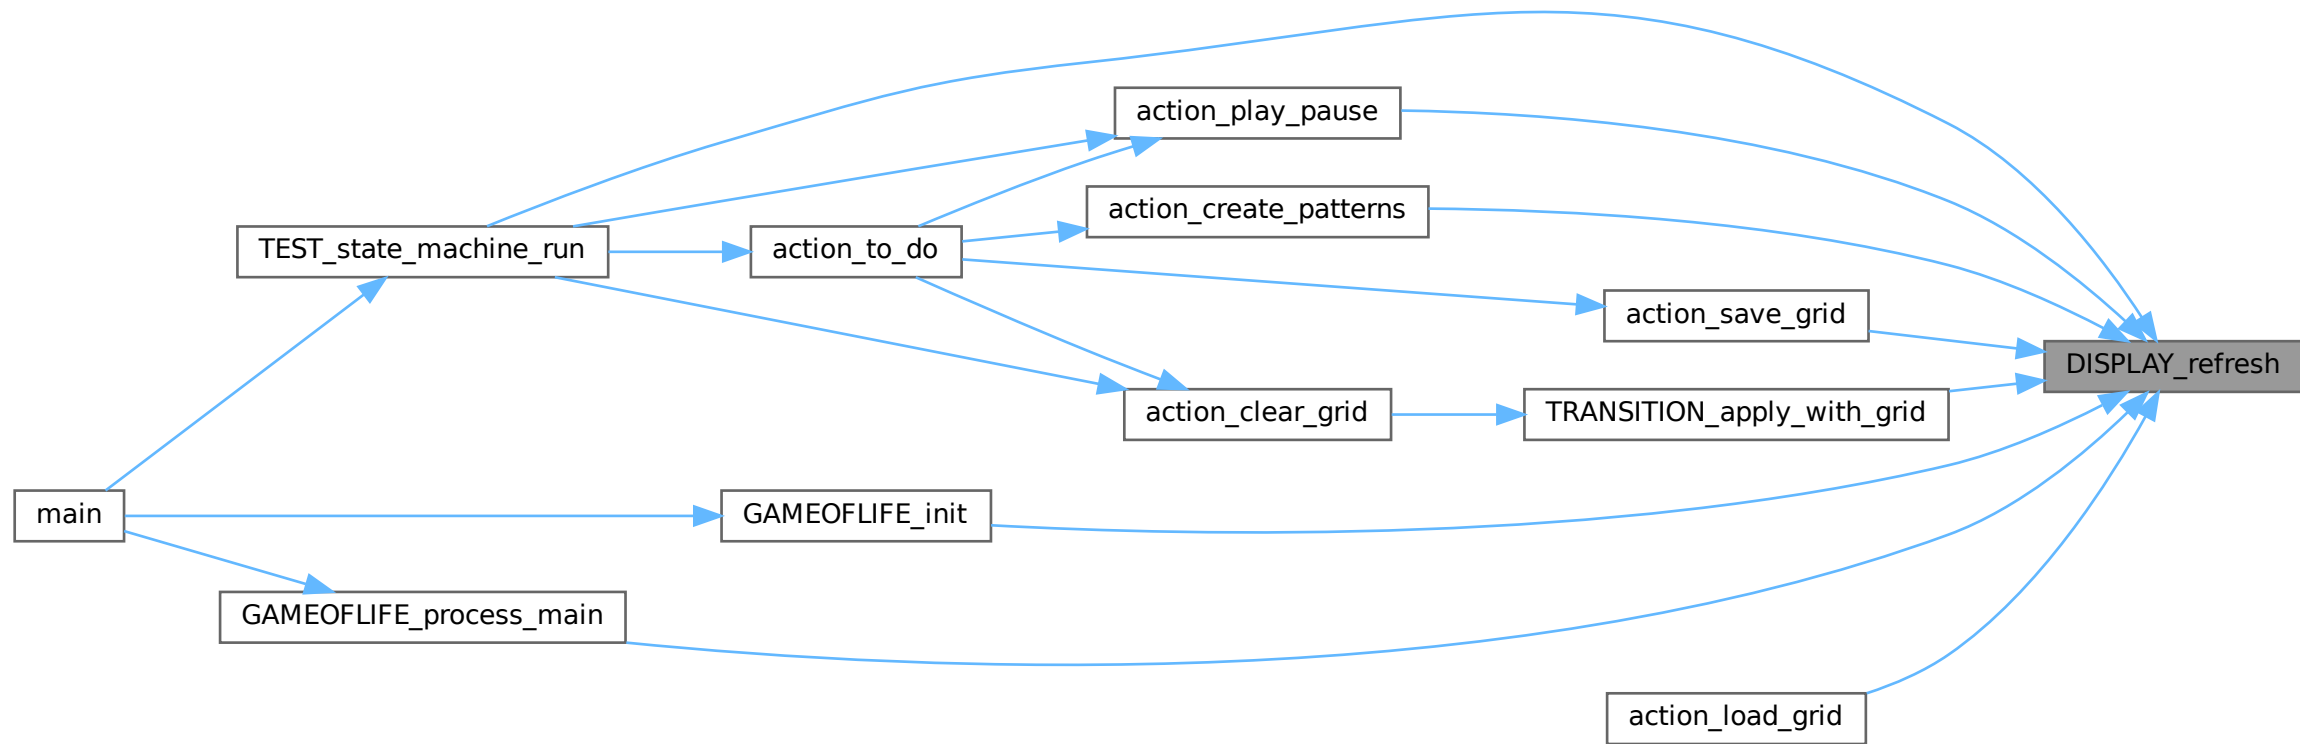 action_play_pause
action_create_patterns
TEST_state_machine_run
action_to_do
action_save_grid
DISPLAY_refresh
action_clear_grid
TRANSITION_apply_with_grid
main
GAMEOFLIFE_init
GAMEOFLIFE_process_main
action_load_grid